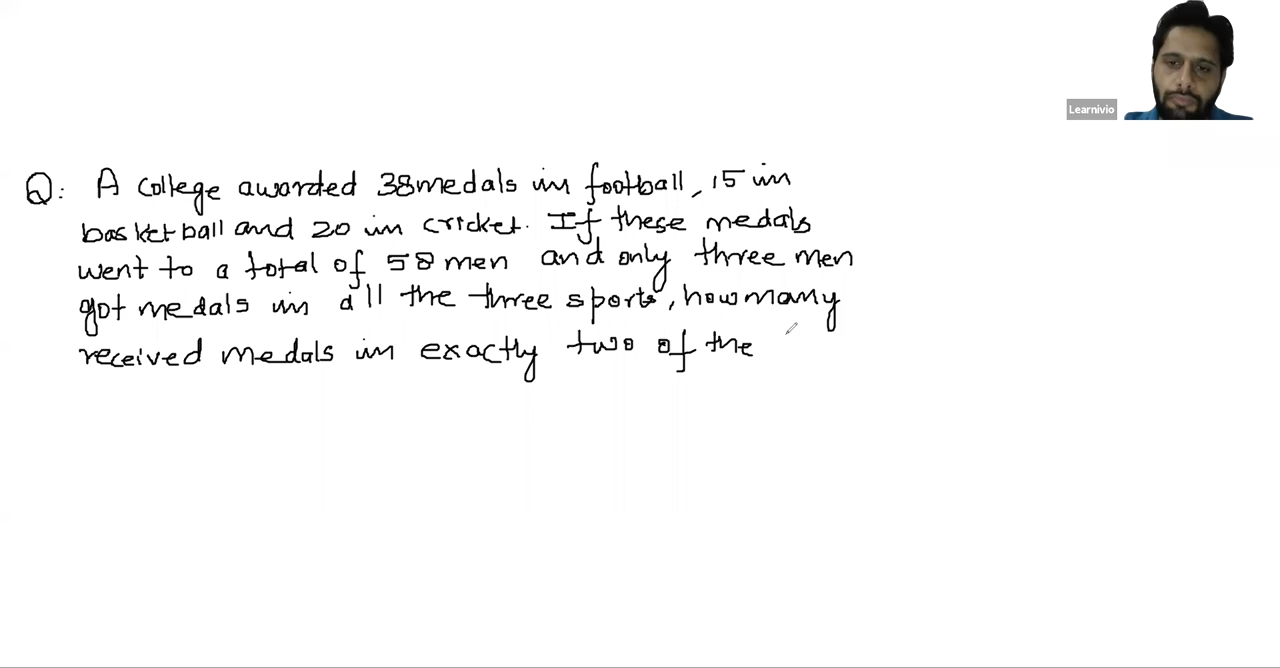 Learnivio
Q: A college awarded 38 medals in football, 15 in
basketball and 20 in cricket. If these medals
went to a total of 58 men and only three men
got medals in all the three sports, how many
received medals in exactly two of the